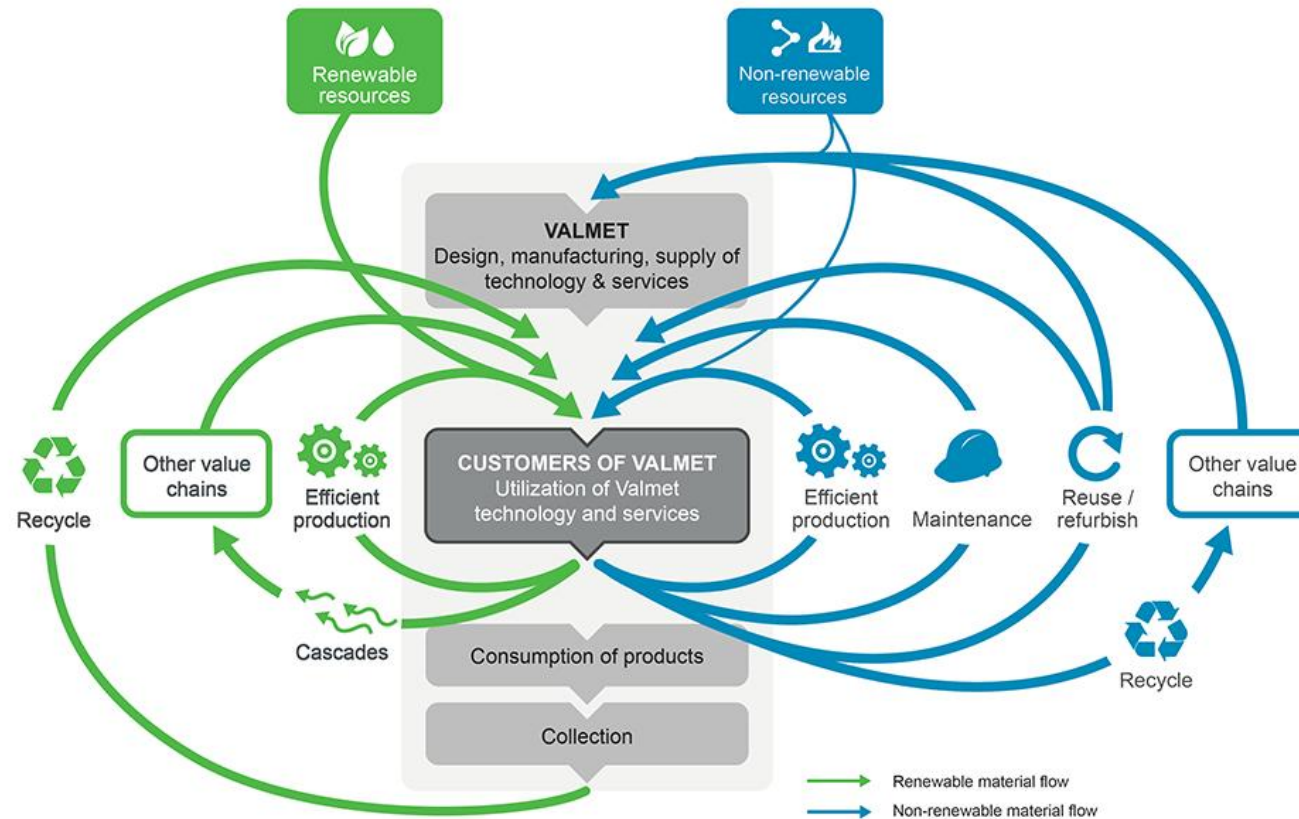 Renewable
resources
Non-renewable
resources
VALMET
Design, manufacturing, supply of
technology & services
Recycle
Other value
chains
Efficient
production
CUSTOMERS OF VALMET
Utilization of Valmet
technology and services
Efficient
production
Maintenance
Reuse /
refurbish
Other value
chains
Cascades
Consumption of products
Recycle
Collection
Renewable material flow
Non-renewable material flow